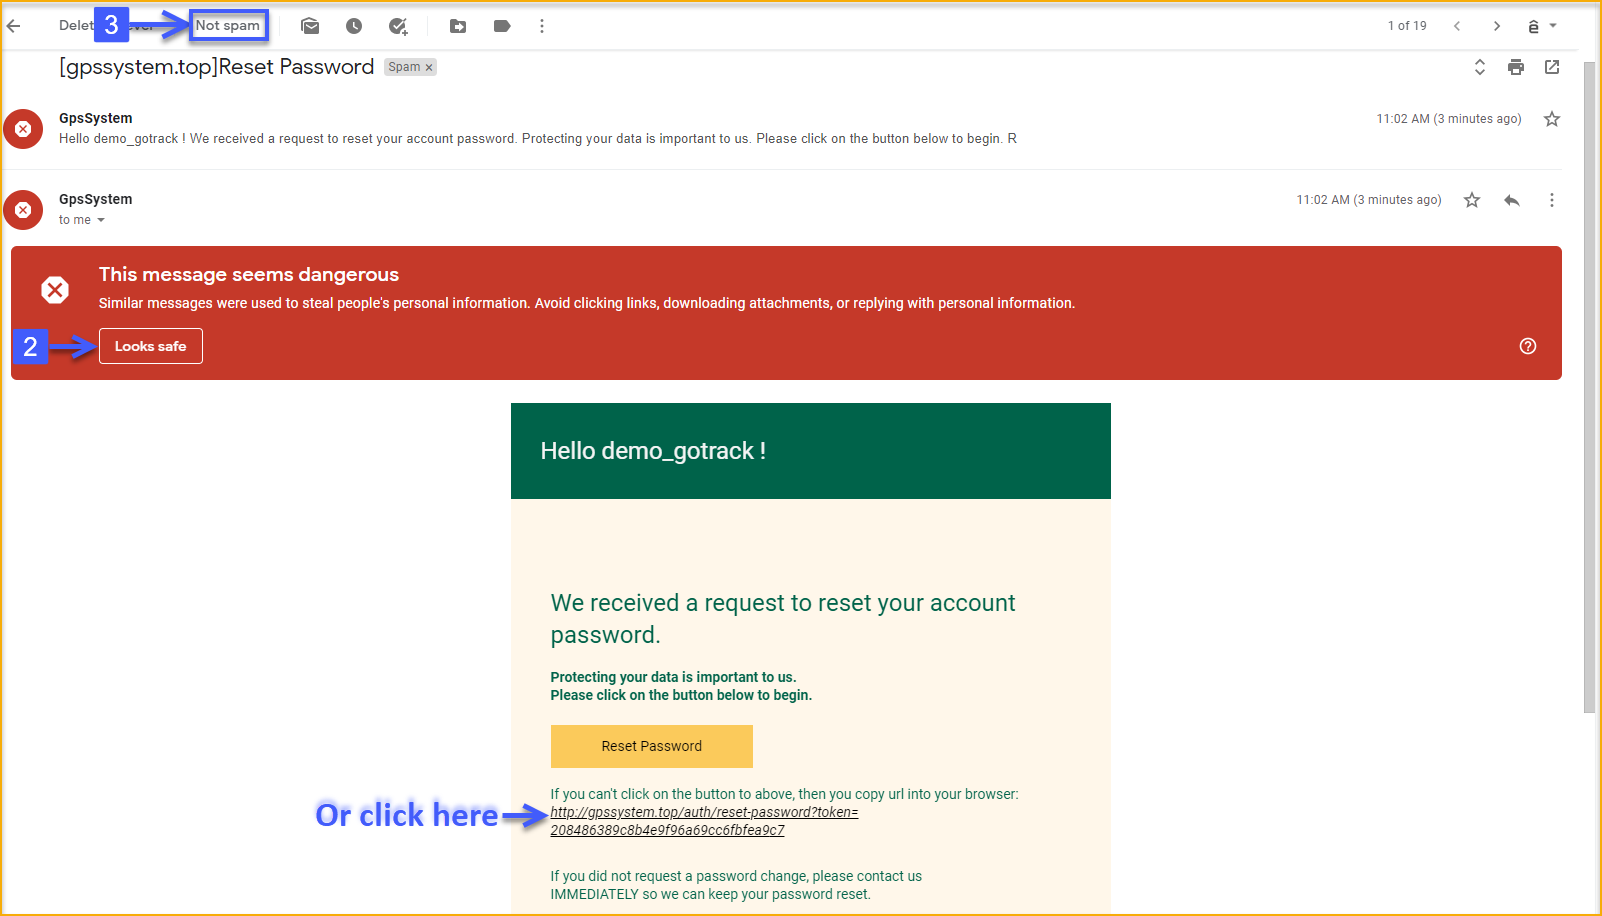 Delet 3 ever Not spam 1 of 19 ê
[gpssystem.top]Reset Password Spam ×
GpsSystem 11:02 AM (3 minutes ago)
Hello demo_gotrack ! We received a request to reset your account password. Protecting your data is important to us. Please click on the button below to begin. R
GpsSystem 11:02 AM (3 minutes ago)
to me
This message seems dangerous
Similar messages were used to steal people's personal information. Avoid clicking links, downloading attachments, or replying with personal information.
2 Looks safe
Hello demo_gotrack !
We received a request to reset your account
password.
Protecting your data is important to us.
Please click on the button below to begin.
Reset Password
If you can't click on the button to above, then you copy url into your browser:
Or click here http://gpssystem.top/auth/reset-password?token=
208486389c8b4e9f96a69cc6fbfea9c7
If you did not request a password change, please contact us
IMMEDIATELY so we can keep your password reset.